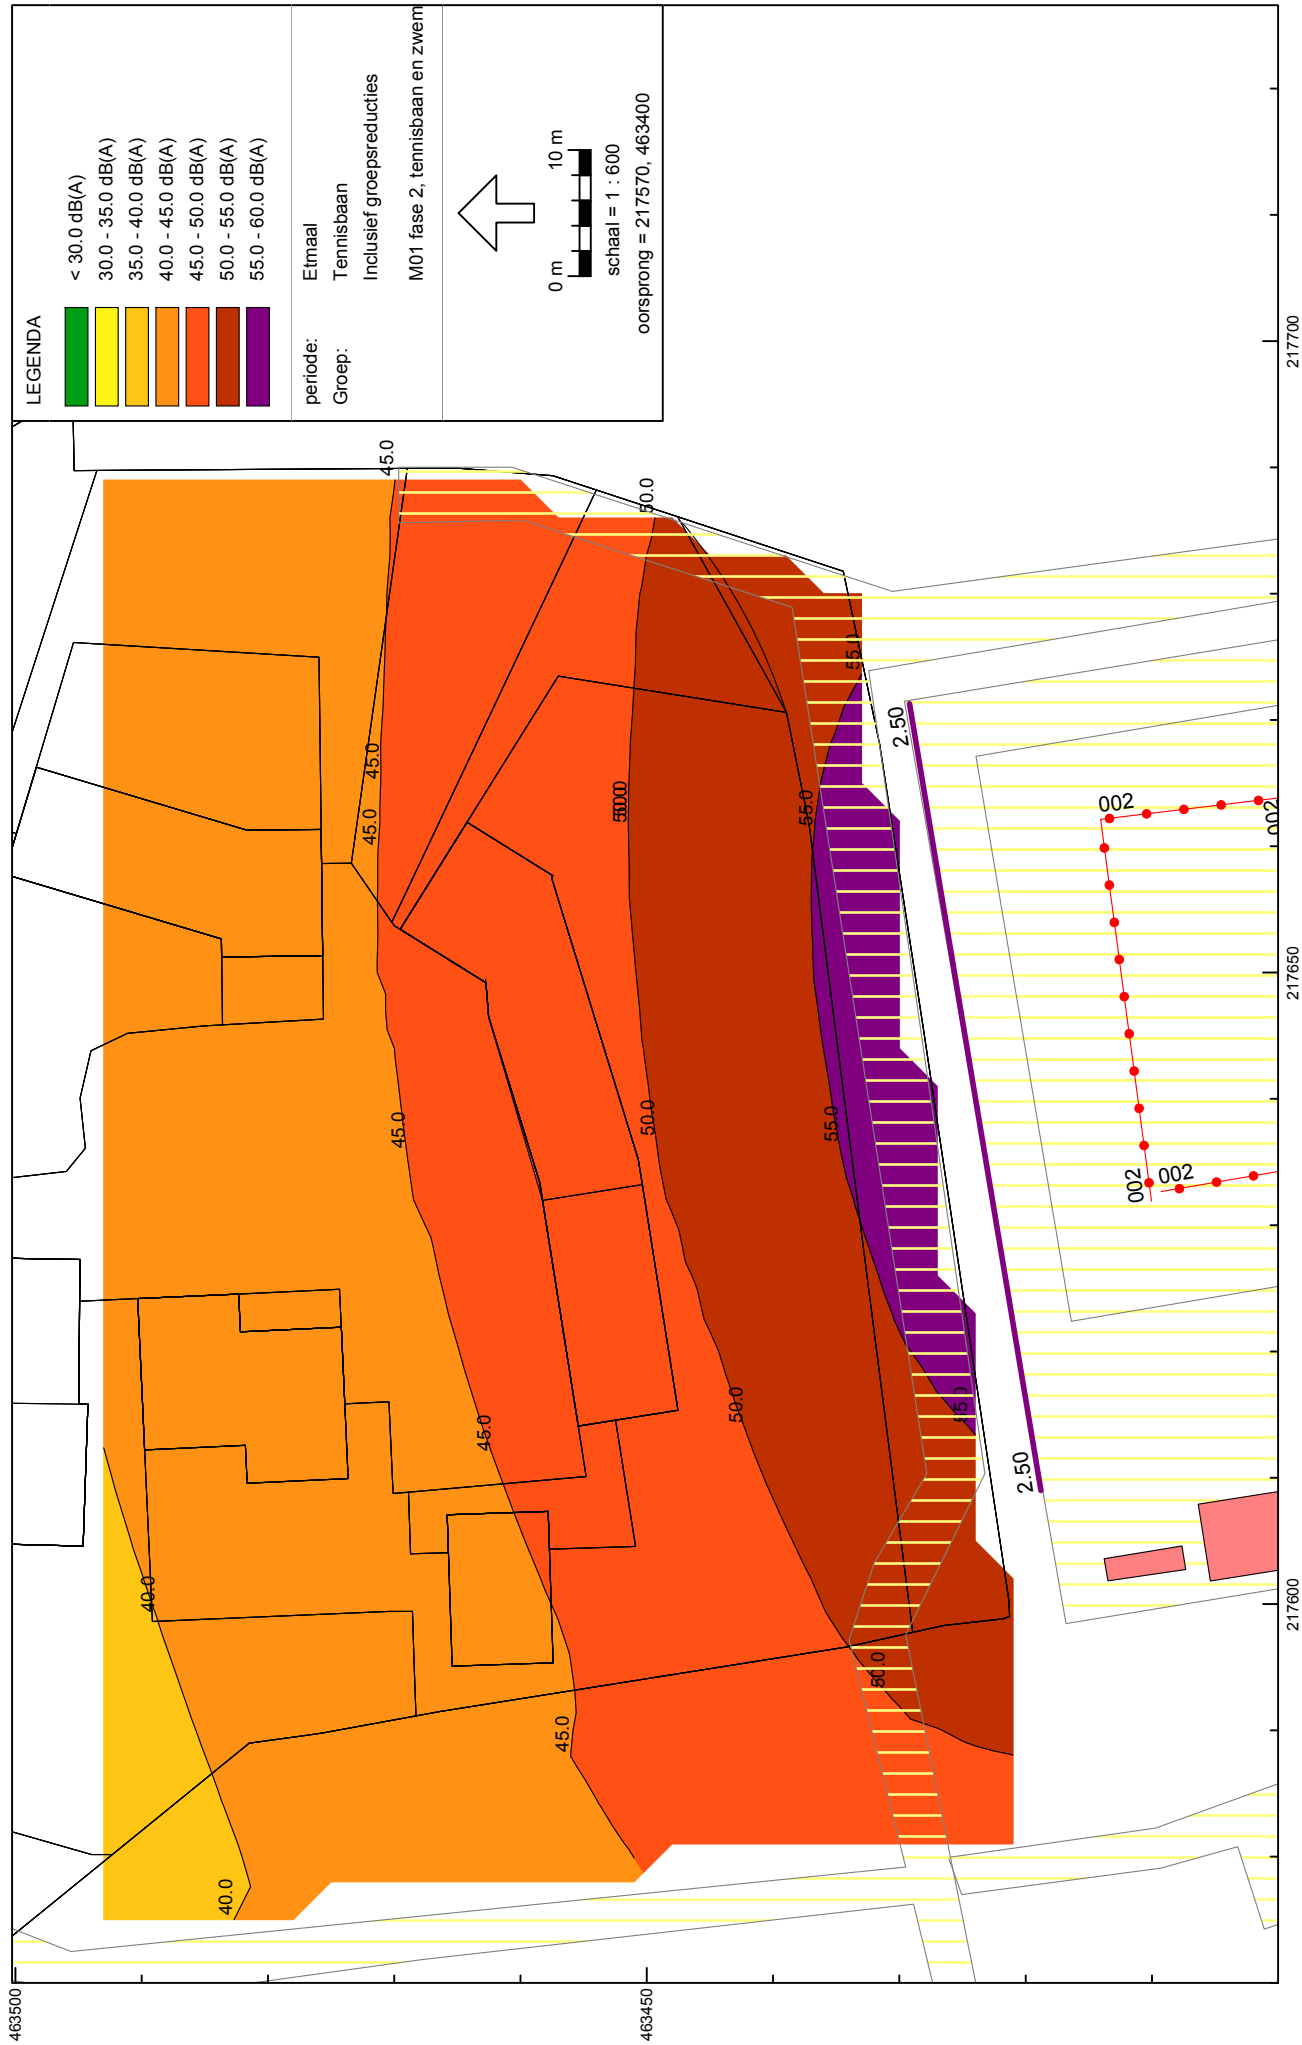 LEGENDA
< 30.0 dB(A)
30.0 - 35.0 dB(A)
35.0 - 40.0 dB(A)
40.0 - 45.0 dB(A)
45.0 - 50.0 dB(A)
50.0 - 55.0 dB(A)
55.0 - 60.0 dB(A)
periode: Etmaal
Groep: Tennisbaan
Inclusief groepsreducties
M01 fase 2, tennisbaan en zwem
0 m 10 m
schaal = 1 : 600
oorsprong = 217570, 463400
463500
463450
217700
217650
217600
45.0
45.0
45.0
45.0
45.0
45.0
40.0
40.0
50.0
50.0
50.0
50.0
50.0
55.0
55.0
55.0
55.0
2.50
2.50
002
002
002
002